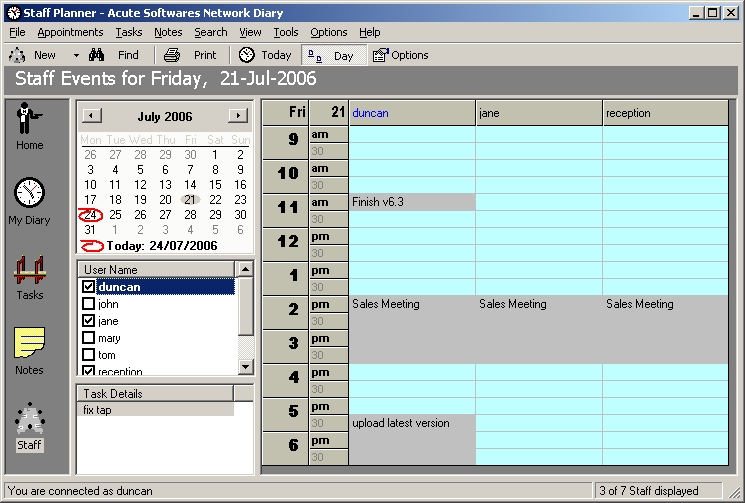 Staff Planner - Acute Softwares Network Diary
File Appointments Tasks Notes Search View Tools Options Help
New Find Print Today Day Options
Staff Events for Friday, 21-Jul-2006
Home
My Diary
Tasks
Notes
Staff
July 2006
Mon Tue Wed Thu Fri Sat Sun
26 27 28 29 30 1 2
3 4 5 6 7 8 9
10 11 12 13 14 15 16
17 18 19 20 21 22 23
24 25 26 27 28 29 30
31 1 2 3 4 5 6
Today: 24/07/2006
User Name
duncan
john
jane
mary
tom
reception
Task Details
fix tap
Fri 21 duncan jane reception
9 am
30
10 am
30
11 am Finish v6.3
30
12 pm
30
1 pm
30
2 pm Sales Meeting Sales Meeting Sales Meeting
30
3 pm
30
4 pm
30
5 pm
30 upload latest version
6 pm
30
You are connected as duncan
3 of 7 Staff displayed